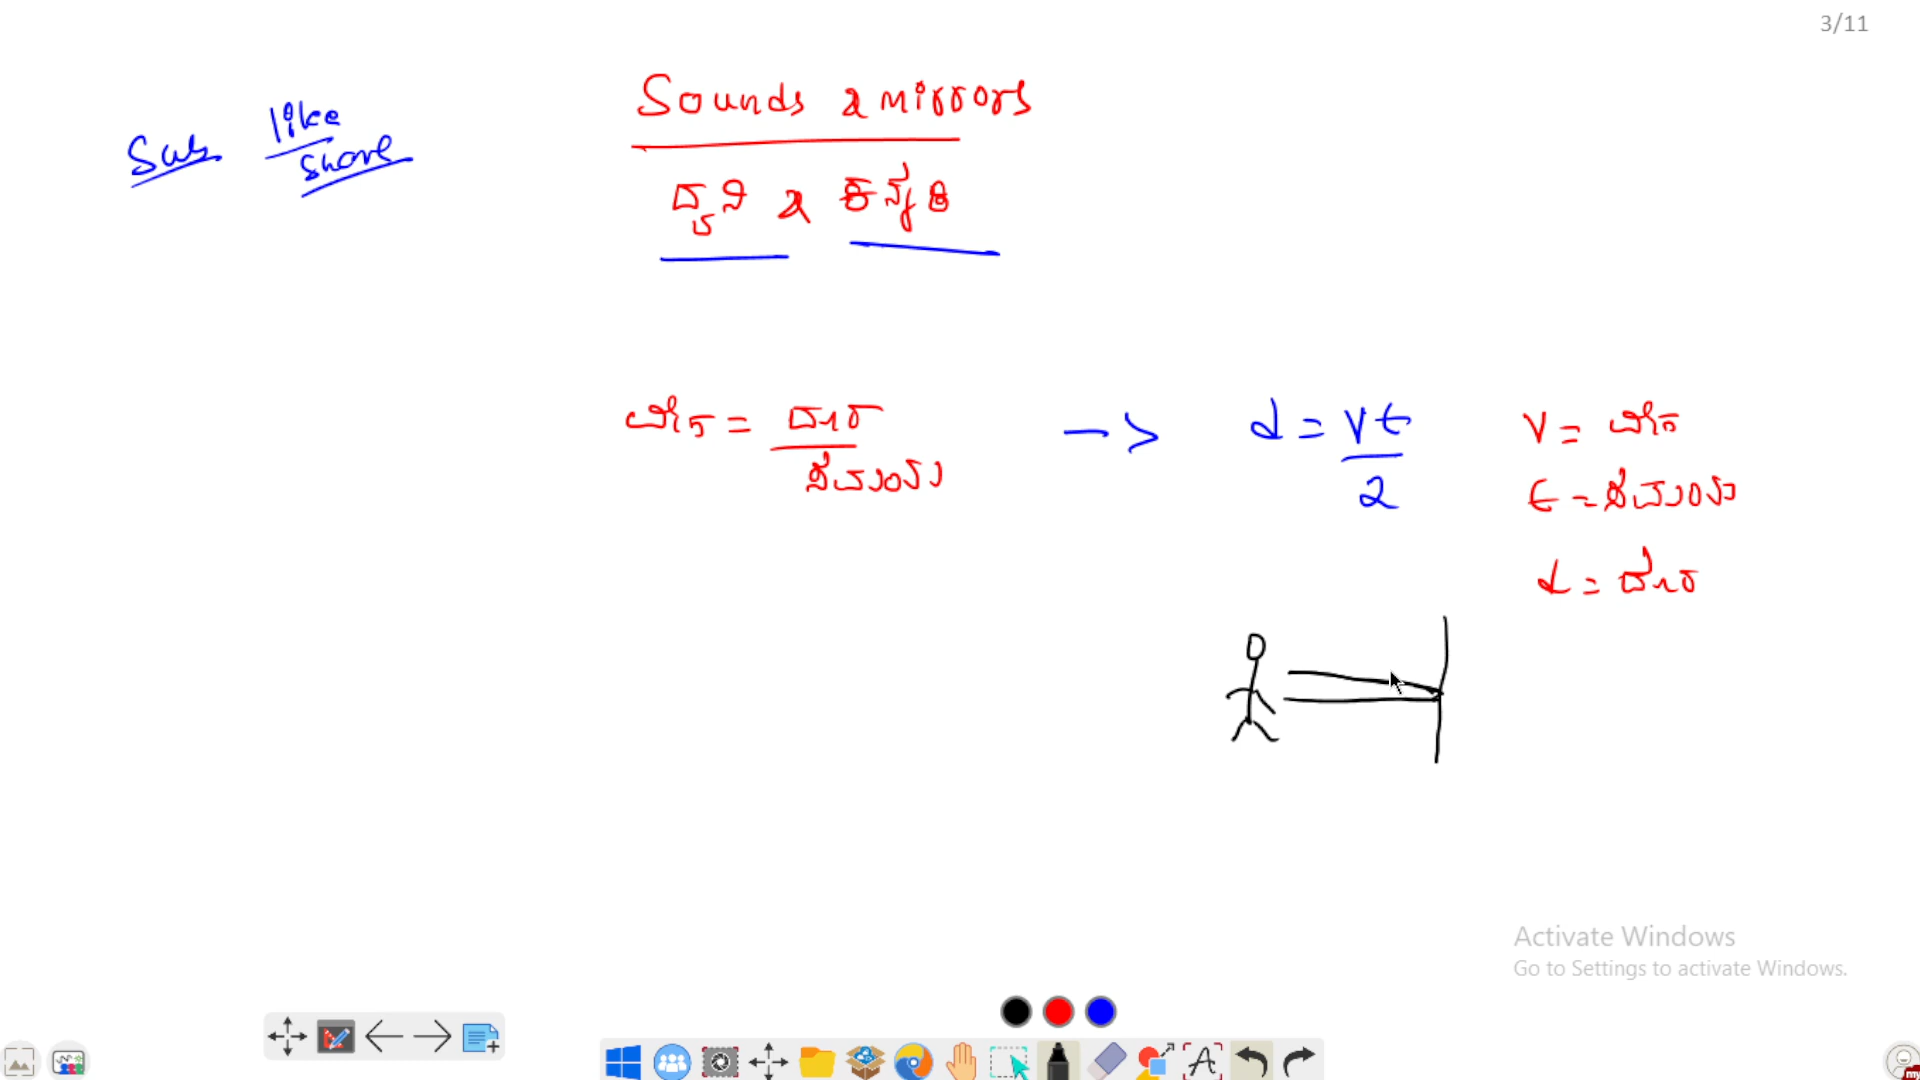 3/11
Sub like
share
Sounds & mirrors
ಧ್ವನಿ & ಕನ್ನಡಿ
ವೇಗ = ದೂರ / ಸಮಯ -> d = vt / 2
v = ವೇಗ
t = ಸಮಯ
d = ದೂರ
Activate Windows
Go to Settings to activate Windows.